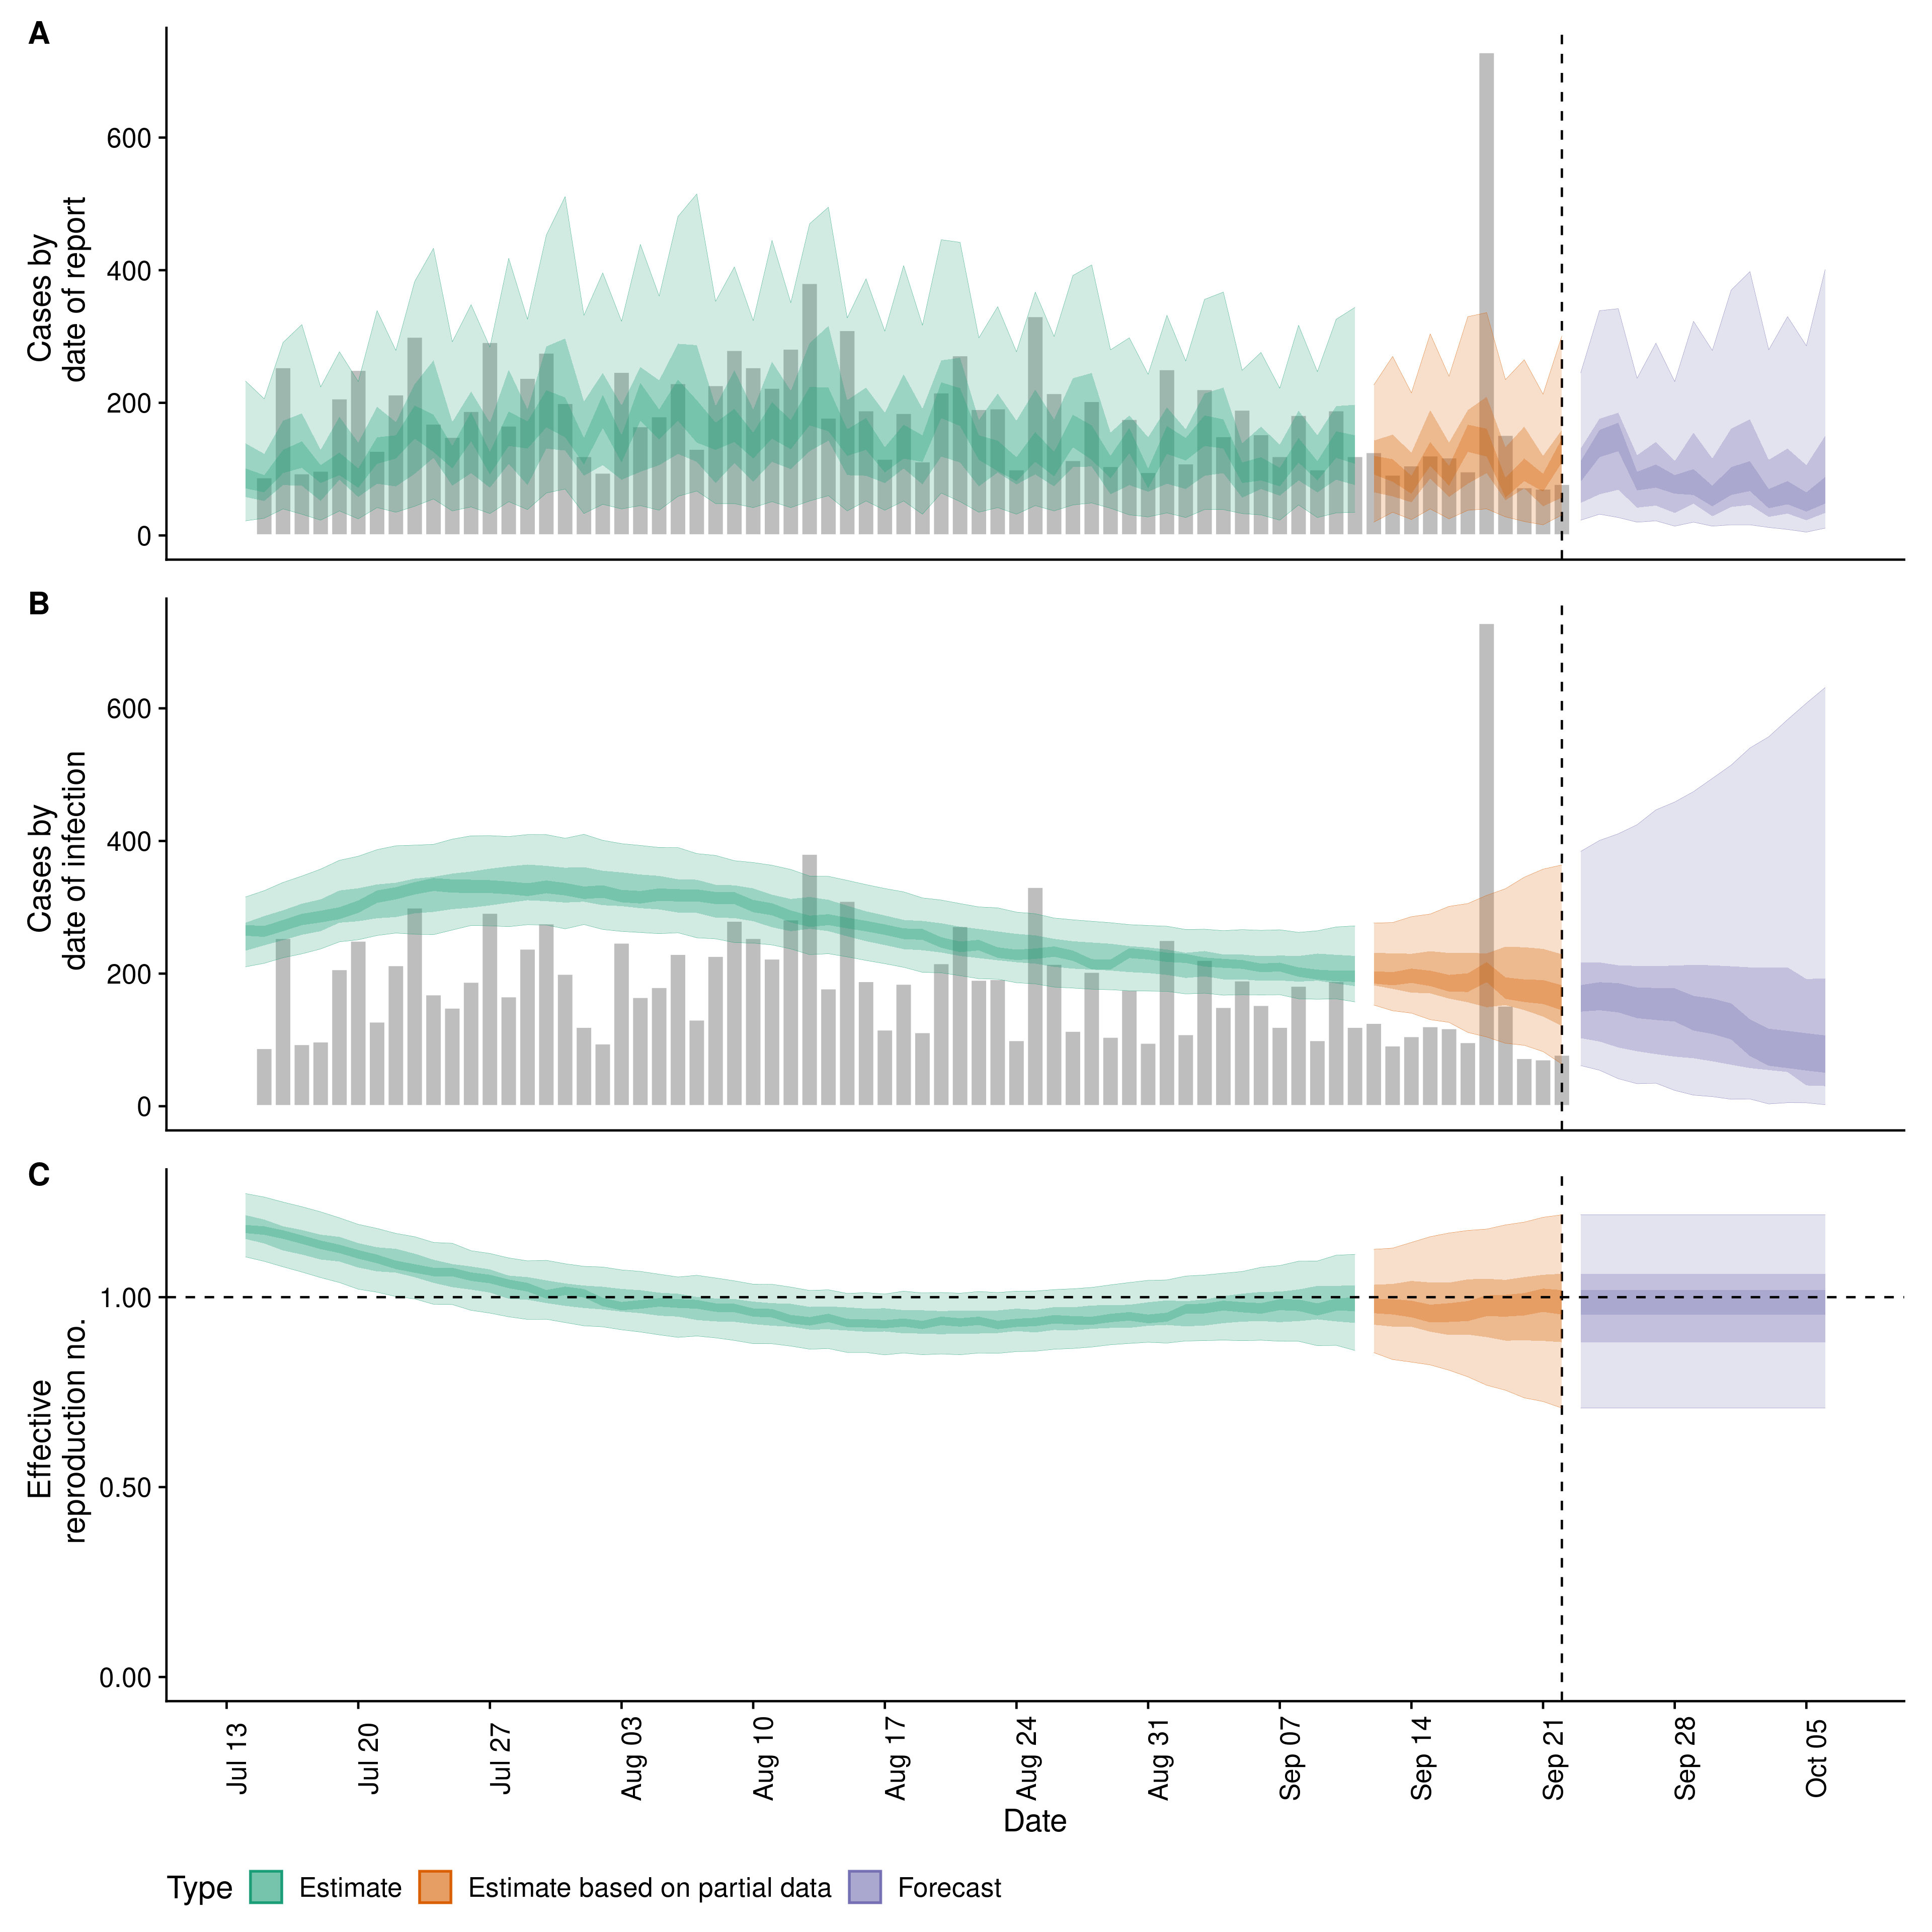 A
Cases by
date of report
600
400
200
0
B
Cases by
date of infection
600
400
200
0
C
Effective
reproduction no.
1.00
0.50
0.00
Jul 13
Jul 20
Jul 27
Aug 03
Aug 10
Aug 17
Aug 24
Aug 31
Sep 07
Sep 14
Sep 21
Sep 28
Oct 05
Date
Type
Estimate
Estimate based on partial data
Forecast